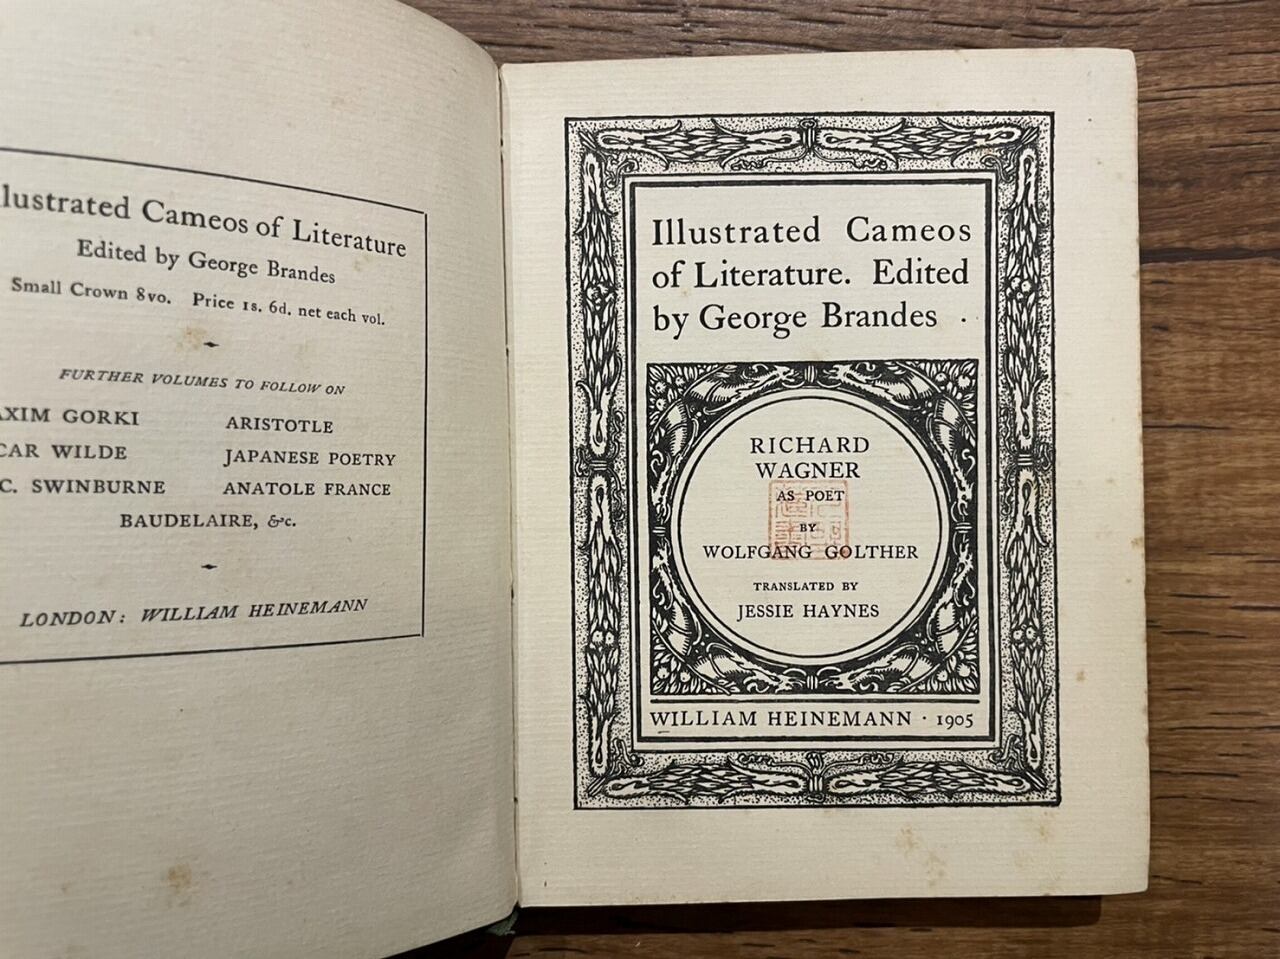 llustrated Cameos of Literature
Edited by George Brandes
Small Crown 8vo. Price 1s. 6d. net each vol.
FURTHER VOLUMES TO FOLLOW ON
AXIM GORKI ARISTOTLE
CAR WILDE JAPANESE POETRY
C. SWINBURNE ANATOLE FRANCE
BAUDELAIRE, &c.
LONDON: WILLIAM HEINEMANN
Illustrated Cameos
of Literature. Edited
by George Brandes .
RICHARD
WAGNER
AS POET
BY
WOLFGANG GOLTHER
TRANSLATED BY
JESSIE HAYNES
WILLIAM HEINEMANN · 1905